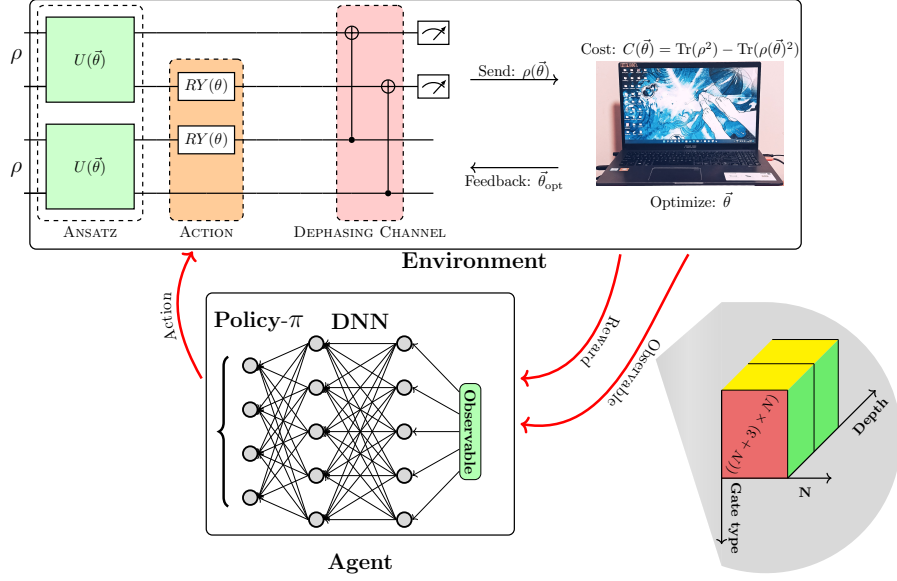 ρ
U(θ⃗)
RY(θ)
ρ
U(θ⃗)
RY(θ)
ANSATZ
ACTION
DEPHASING CHANNEL
Send: ρ(θ⃗)
Feedback: θ⃗opt
Cost: C(θ⃗) = Tr(ρ²) − Tr(ρ(θ⃗)²)
Optimize: θ⃗
Environment
Action
Reward
Observable
Policy-π
DNN
Observable
Agent
((N + 3) × N)
Depth
N
Gate type